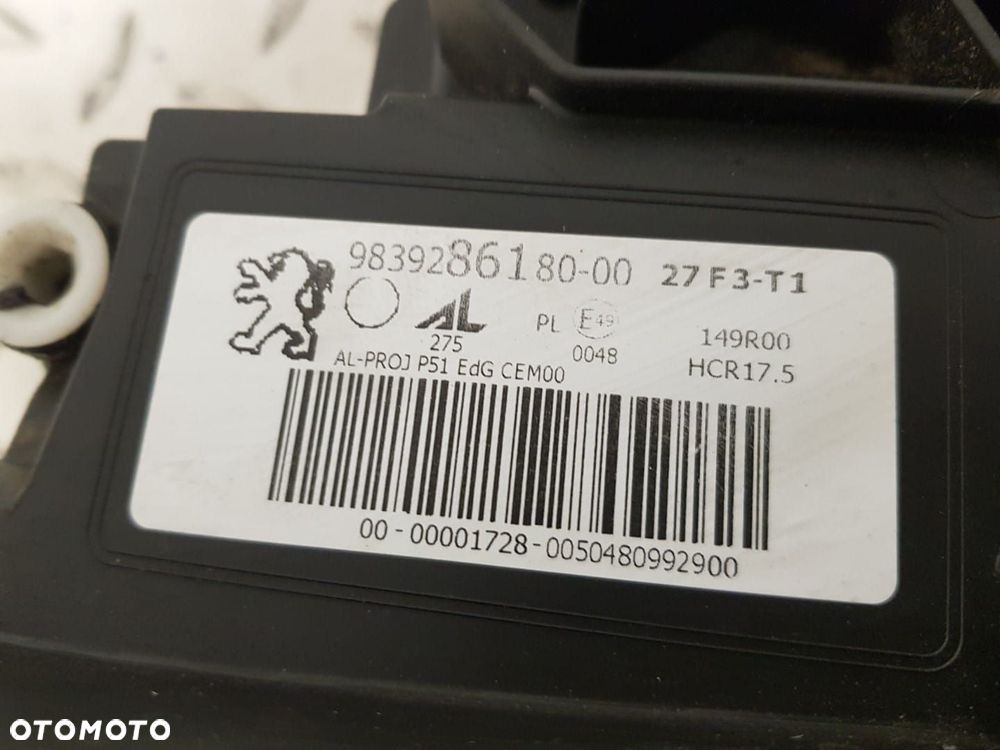 9839286180-00 27 F3-T1
AL PL E49 149R00
275 0048 HCR17.5
AL-PROJ P51 EdG CEM00
00-00001728-0050480992900
OTOMOTO